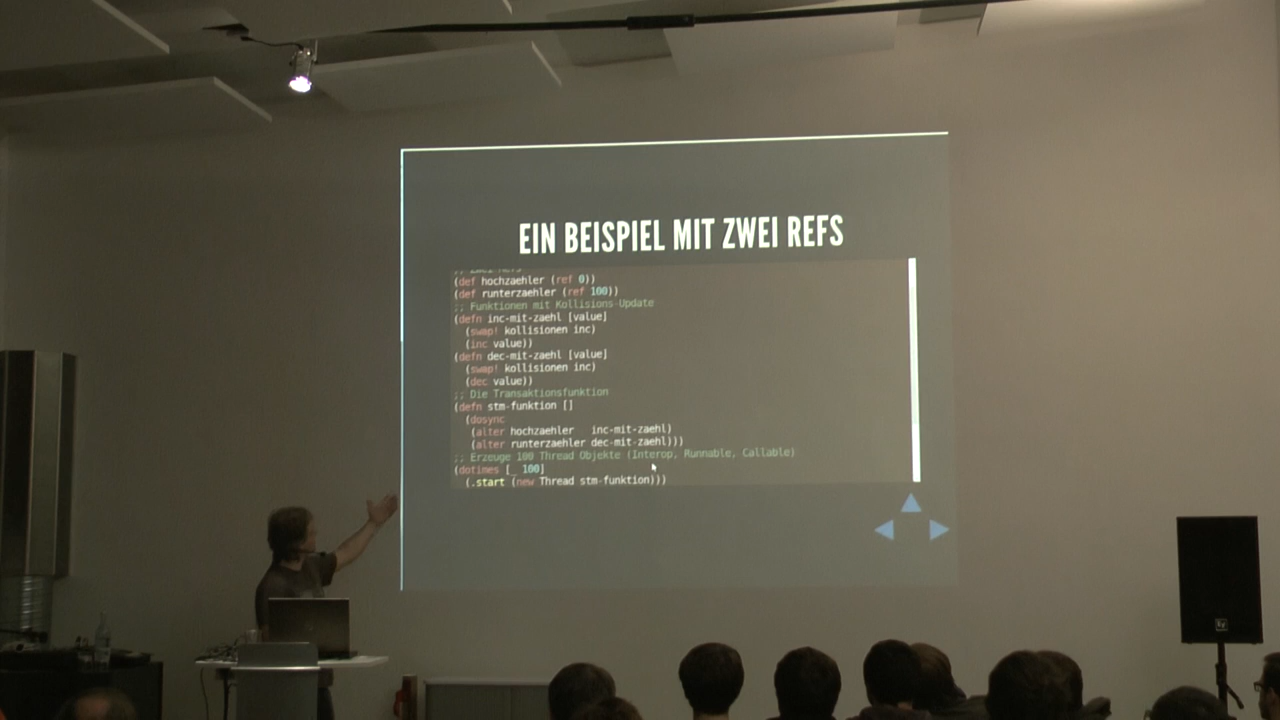 EIN BEISPIEL MIT ZWEI REFS
(def hochzaehler (ref 0))
(def runterzaehler (ref 100))
;; Funktionen mit Kollisions-Update
(defn inc-mit-zaehl [value]
  (swap! kollisionen inc)
  (inc value))
(defn dec-mit-zaehl [value]
  (swap! kollisionen inc)
  (dec value))
;; Die Transaktionsfunktion
(defn stm-funktion []
  (dosync
   (alter hochzaehler   inc-mit-zaehl)
   (alter runterzaehler dec-mit-zaehl)))
;; Erzeuge 100 Thread Objekte (Interop, Runnable, Callable)
(dotimes [_ 100]
  (.start (new Thread stm-funktion)))